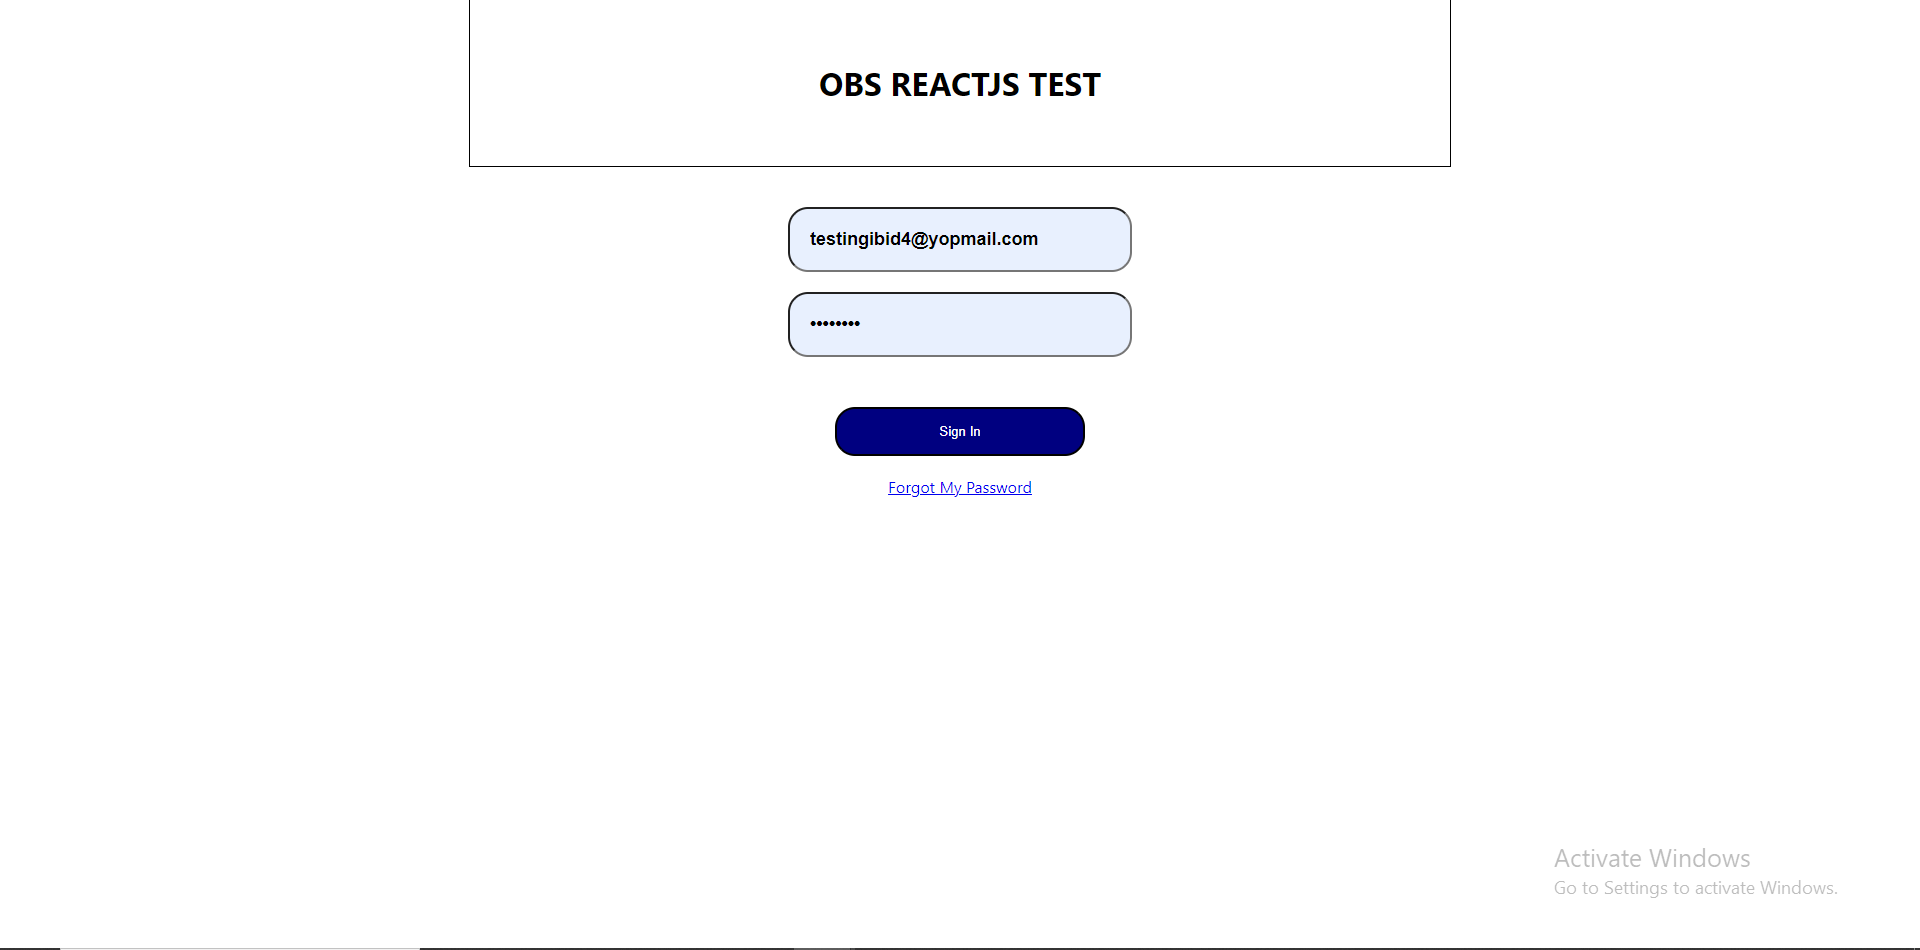 OBS REACTJS TEST
testingibid4@yopmail.com
••••••••
Sign In
Forgot My Password
Activate Windows
Go to Settings to activate Windows.